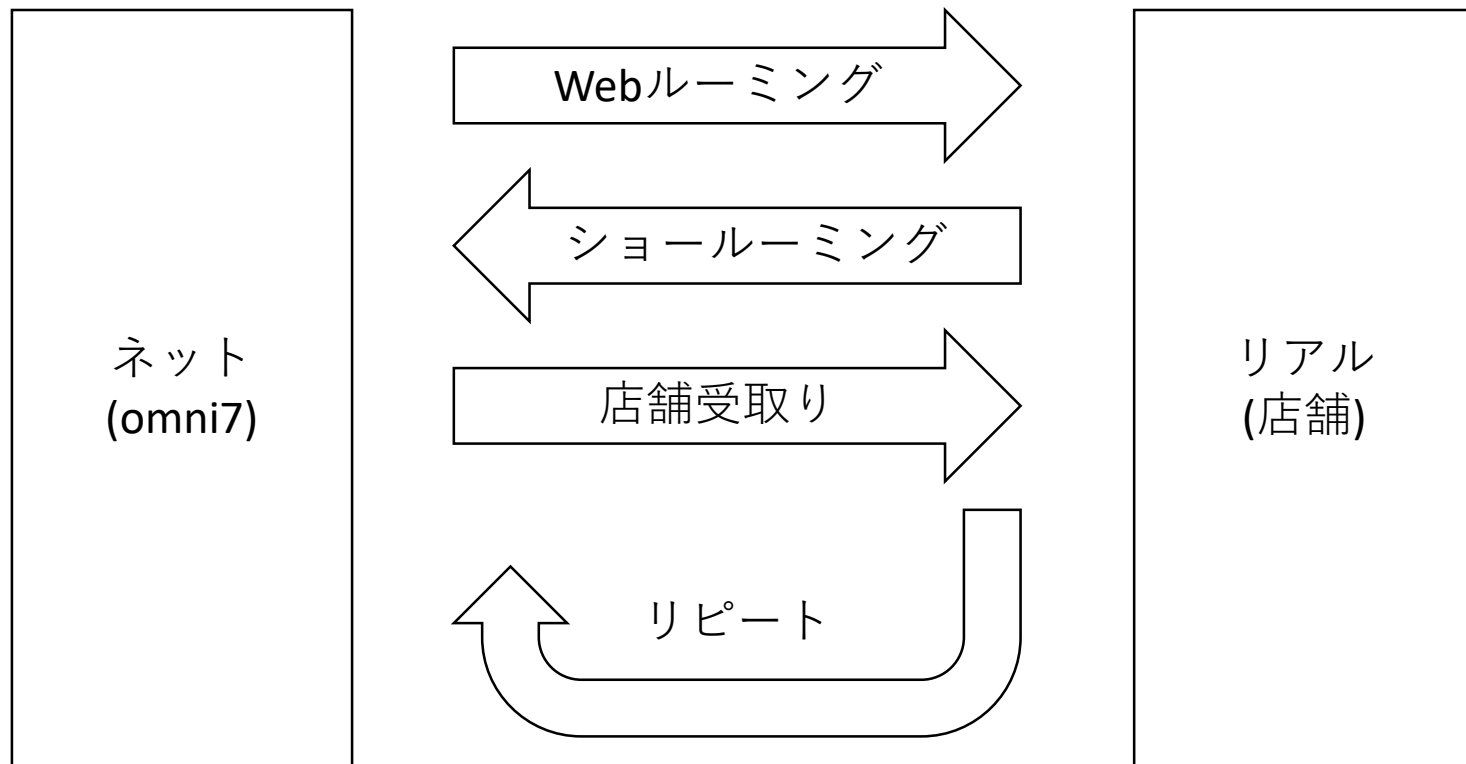 Webルーミング
ショールーミング
ネット
(omni7)
店舗受取り
リアル
(店舗)
リピート